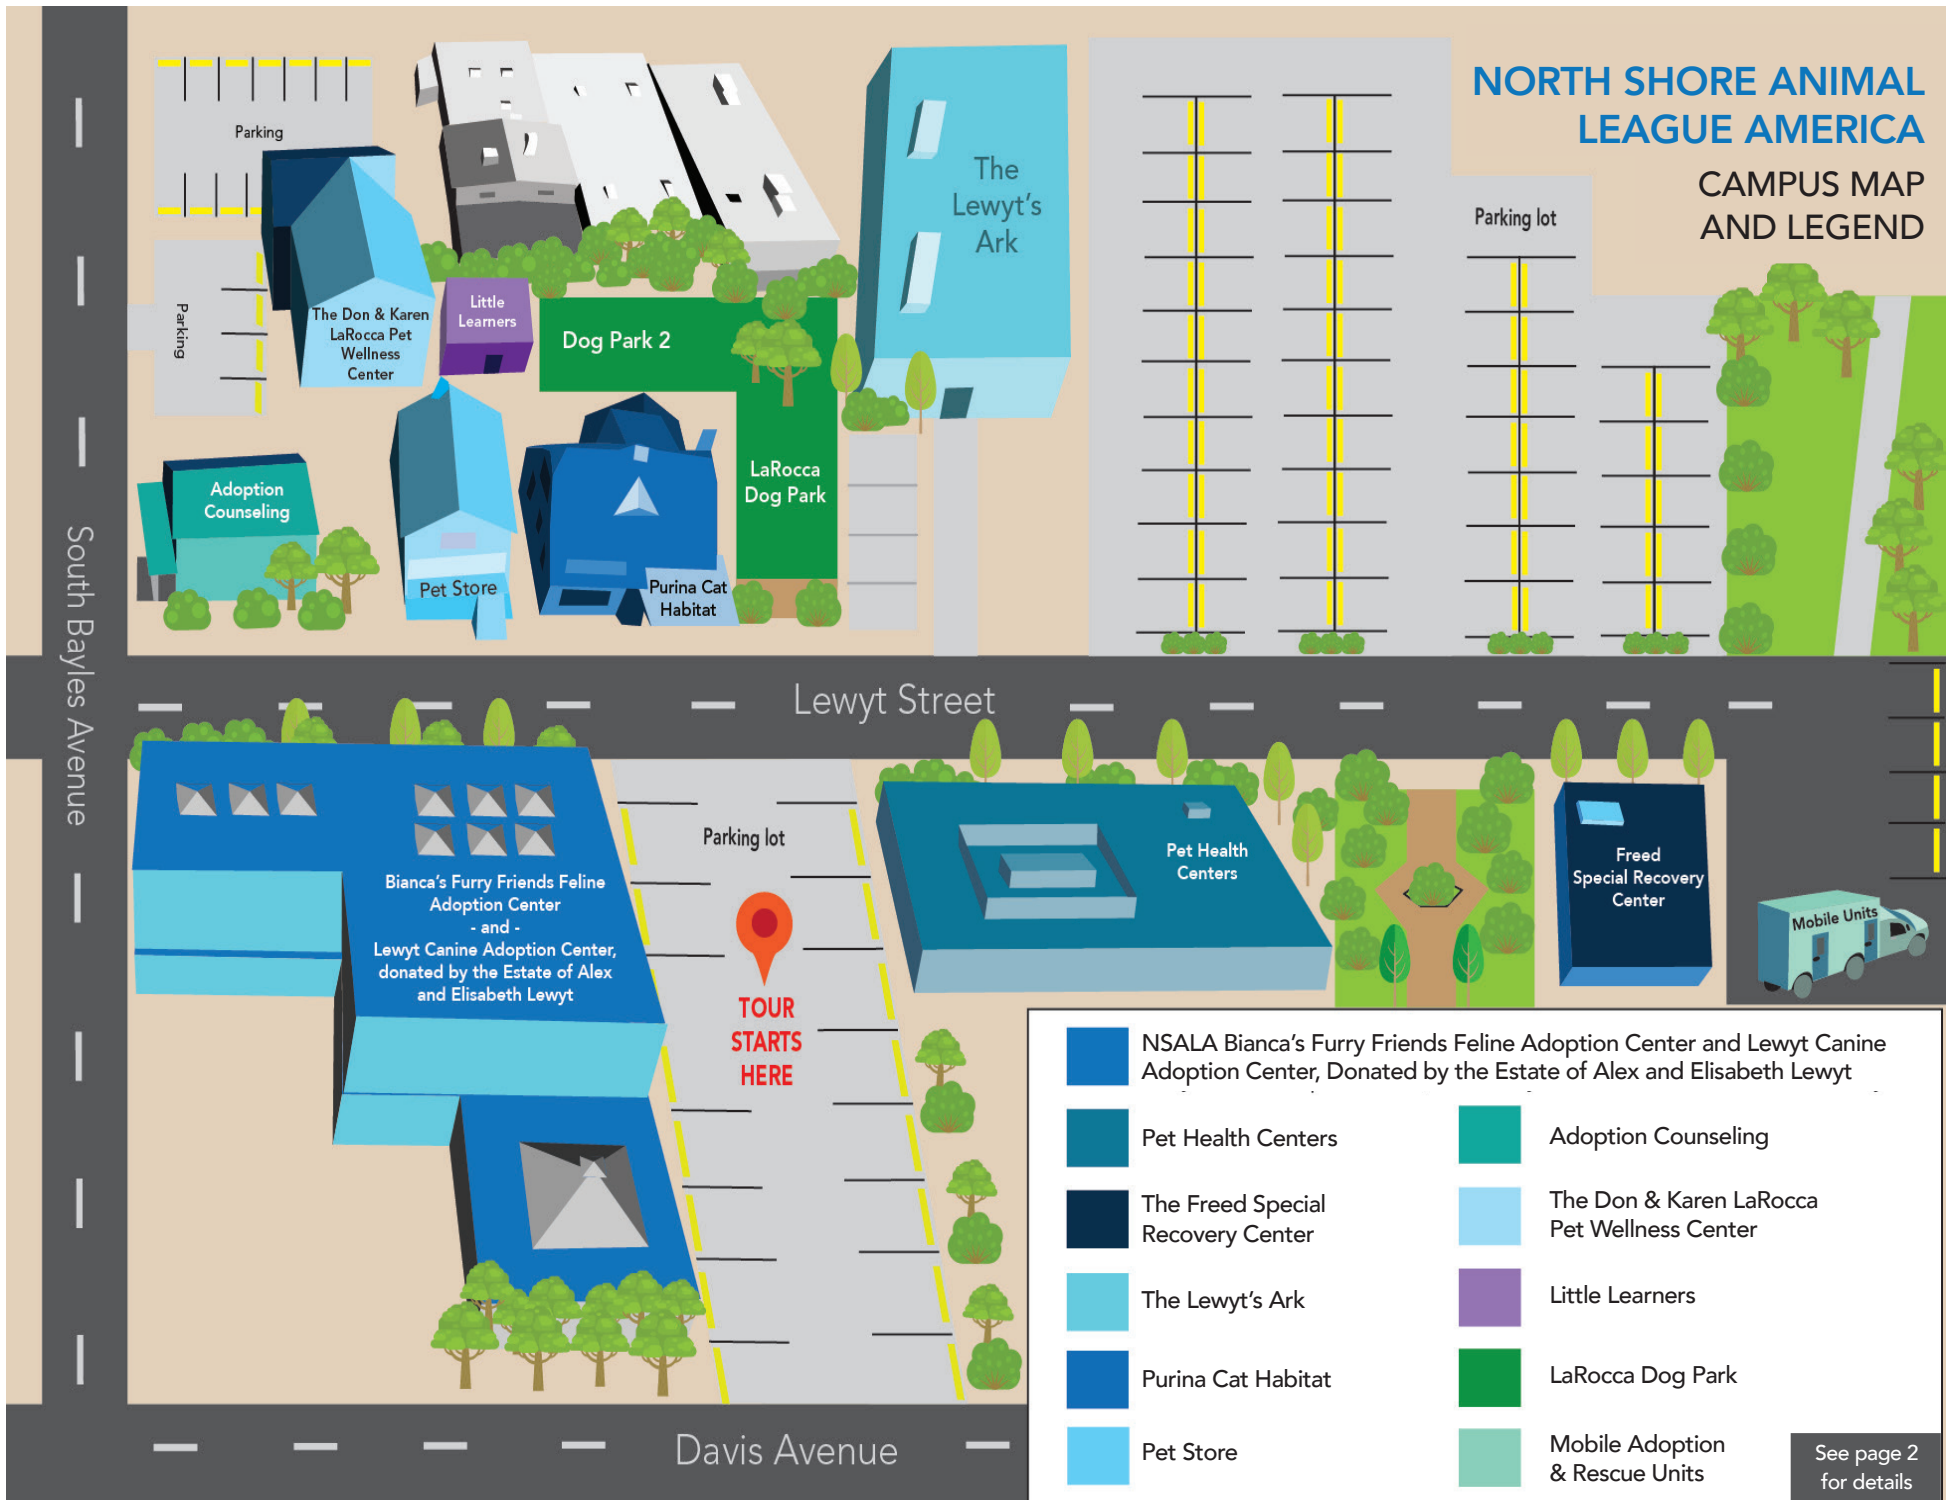 NORTH SHORE ANIMAL
LEAGUE AMERICA
CAMPUS MAP
AND LEGEND
Parking
Parking
The Don & Karen
LaRocca Pet
Wellness
Center
Little
Learners
Dog Park 2
The
Lewyt's
Ark
Parking lot
Adoption
Counseling
Pet Store
Purina Cat
Habitat
LaRocca
Dog Park
South Bayles Avenue
Lewyt Street
Bianca's Furry Friends Feline
Adoption Center
- and -
Lewyt Canine Adoption Center,
donated by the Estate of Alex
and Elisabeth Lewyt
Parking lot
TOUR
STARTS
HERE
Pet Health
Centers
Freed
Special Recovery
Center
Mobile Units
Davis Avenue
NSALA Bianca's Furry Friends Feline Adoption Center and Lewyt Canine
Adoption Center, Donated by the Estate of Alex and Elisabeth Lewyt
Pet Health Centers
The Freed Special
Recovery Center
The Lewyt's Ark
Purina Cat Habitat
Pet Store
Adoption Counseling
The Don & Karen LaRocca
Pet Wellness Center
Little Learners
LaRocca Dog Park
Mobile Adoption
& Rescue Units
See page 2
for details